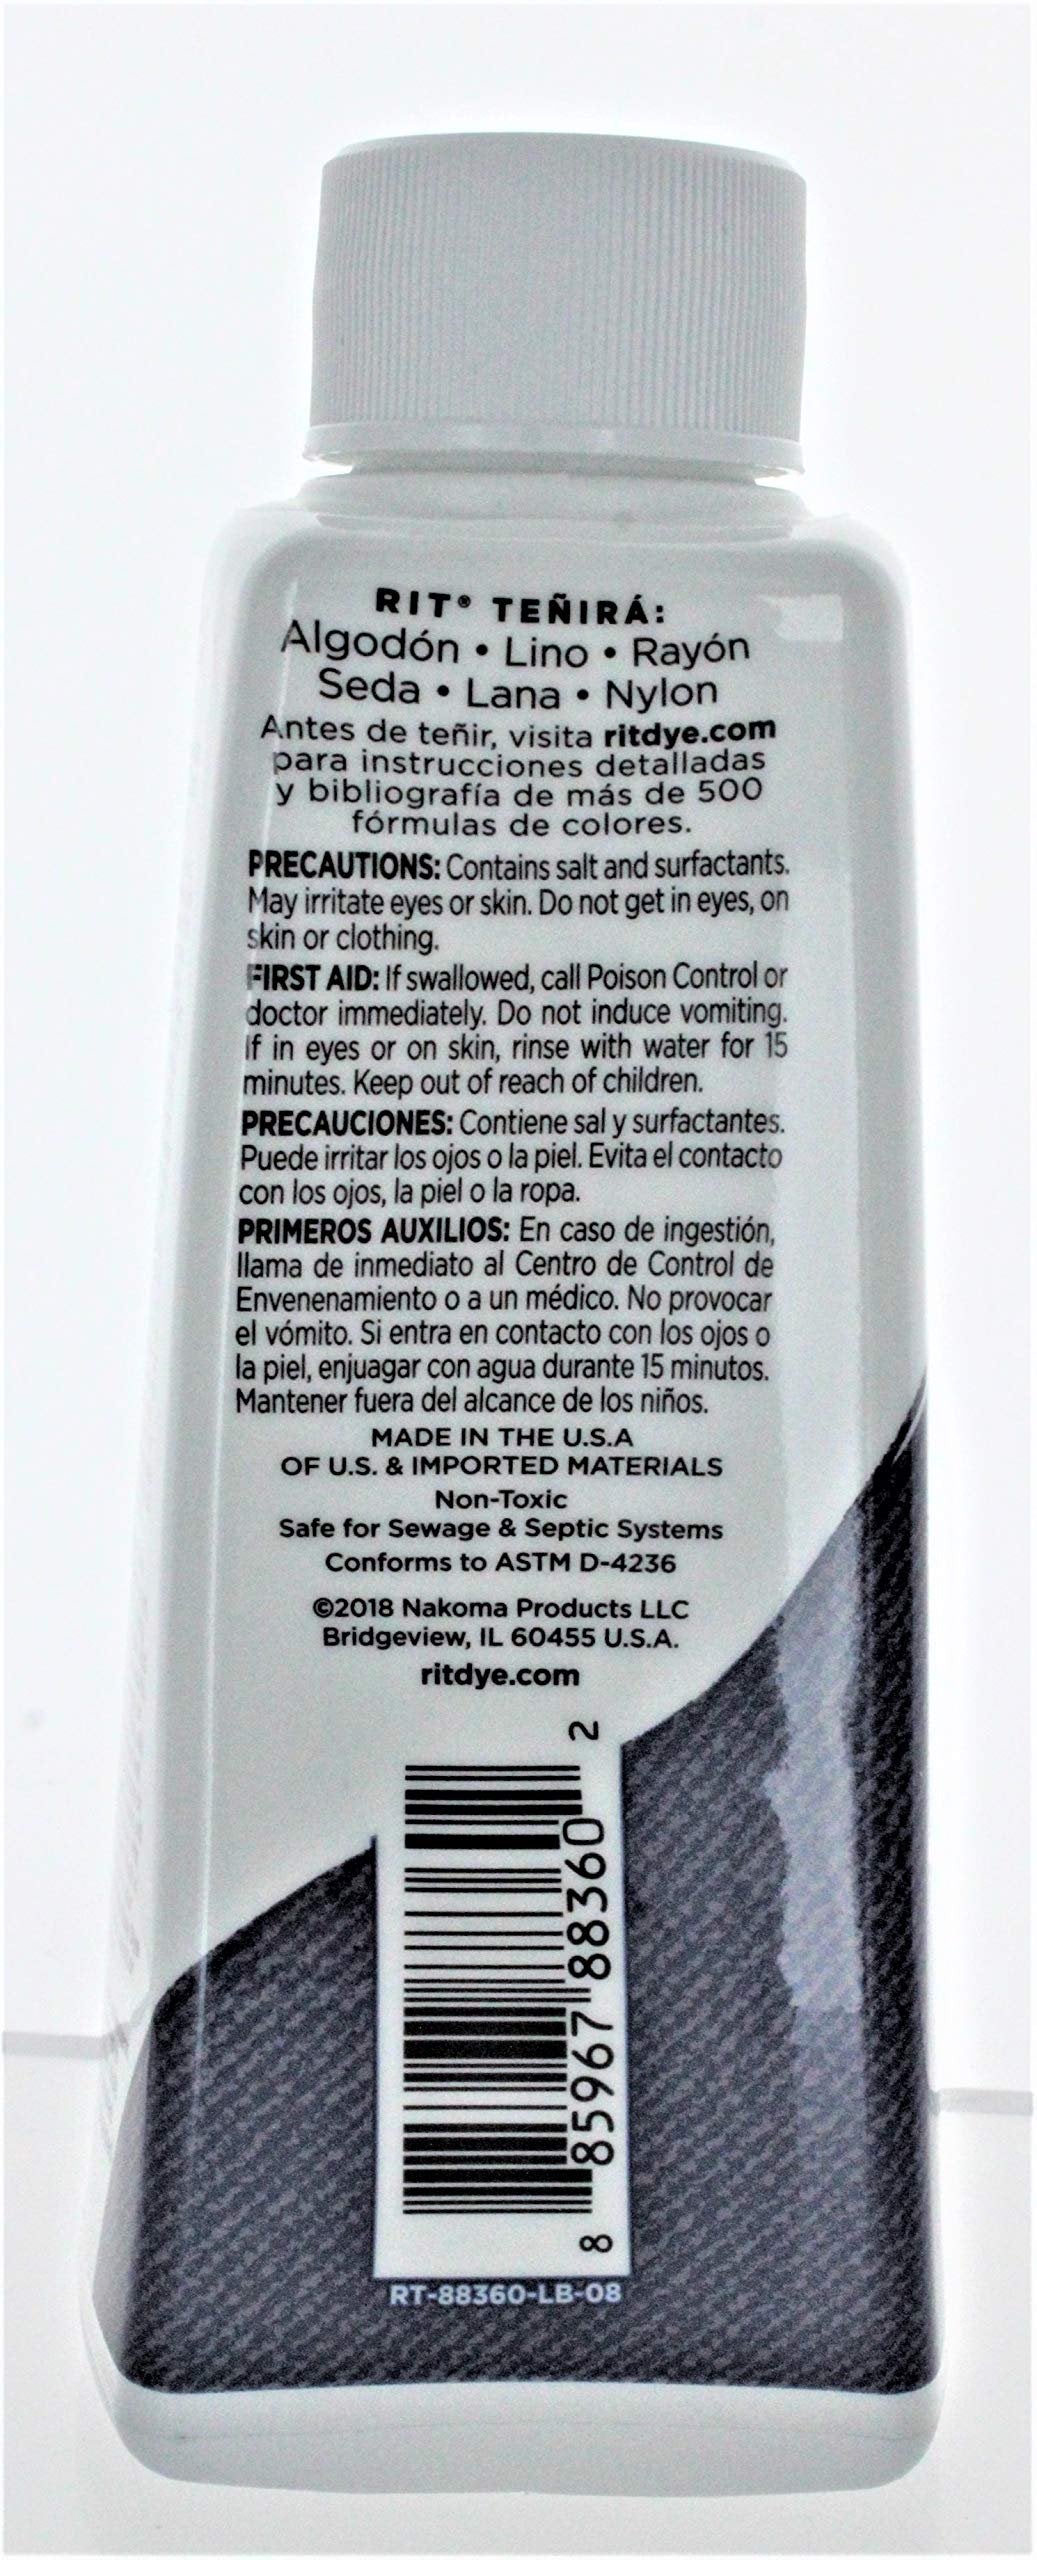 RIT® TEÑIRÁ:
Algodón • Lino • Rayón
Seda • Lana • Nylon
Antes de teñir, visita ritdye.com
para instrucciones detalladas
y bibliografía de más de 500
fórmulas de colores.
PRECAUTIONS: Contains salt and surfactants.
May irritate eyes or skin. Do not get in eyes, on
skin or clothing.
FIRST AID: If swallowed, call Poison Control or
doctor immediately. Do not induce vomiting.
If in eyes or on skin, rinse with water for 15
minutes. Keep out of reach of children.
PRECAUCIONES: Contiene sal y surfactantes.
Puede irritar los ojos o la piel. Evita el contacto
con los ojos, la piel o la ropa.
PRIMEROS AUXILIOS: En caso de ingestión,
llama de inmediato al Centro de Control de
Envenenamiento o a un médico. No provocar
el vómito. Si entra en contacto con los ojos o
la piel, enjuagar con agua durante 15 minutos.
Mantener fuera del alcance de los niños.
MADE IN THE U.S.A
OF U.S. & IMPORTED MATERIALS
Non-Toxic
Safe for Sewage & Septic Systems
Conforms to ASTM D-4236
©2018 Nakoma Products LLC
Bridgeview, IL 60455 U.S.A.
ritdye.com
8 85967 88360 2
RT-88360-LB-08